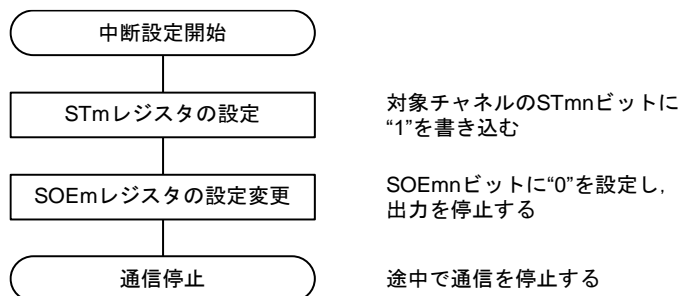 中断設定開始
STmレジスタの設定
対象チャネルのSTmnビットに
“1”を書き込む
SOEmレジスタの設定変更
SOEmnビットに“0”を設定し,
出力を停止する
通信停止
途中で通信を停止する